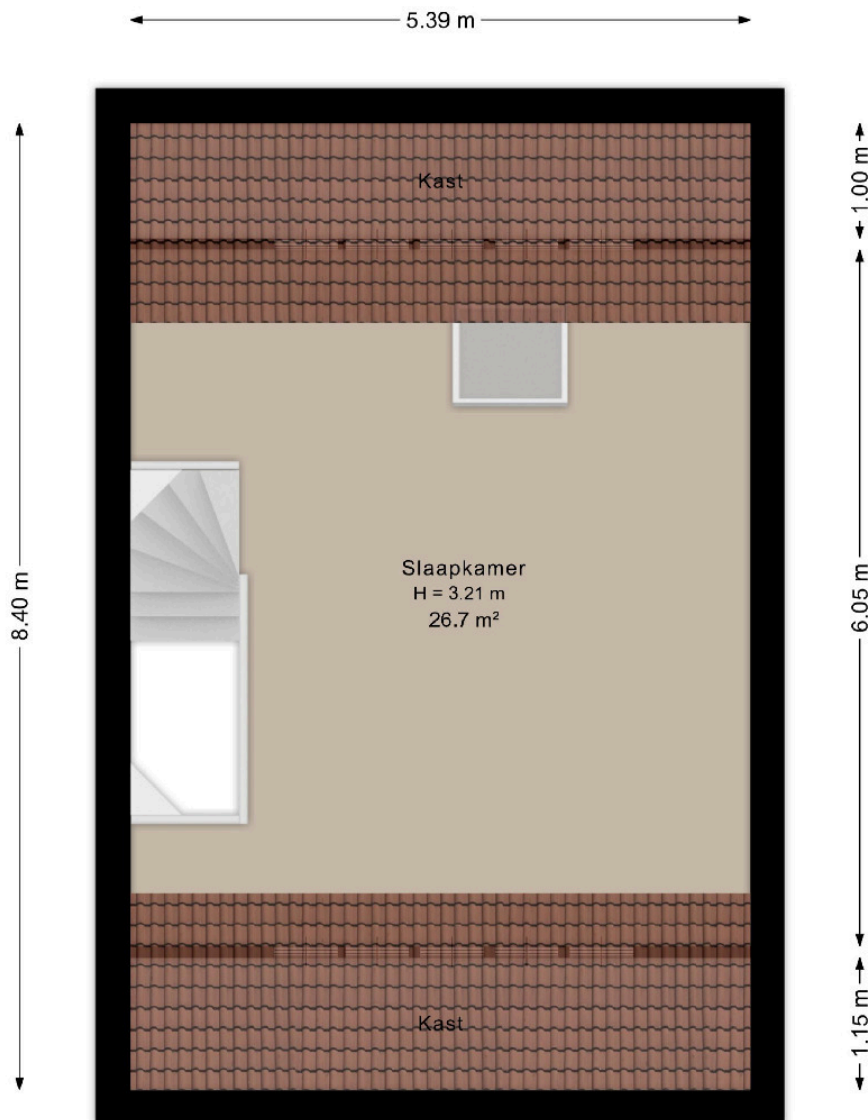 5.39 m
Kast
1.00 m
8.40 m
Slaapkamer
H = 3.21 m
26.7 m²
6.05 m
Kast
1.15 m